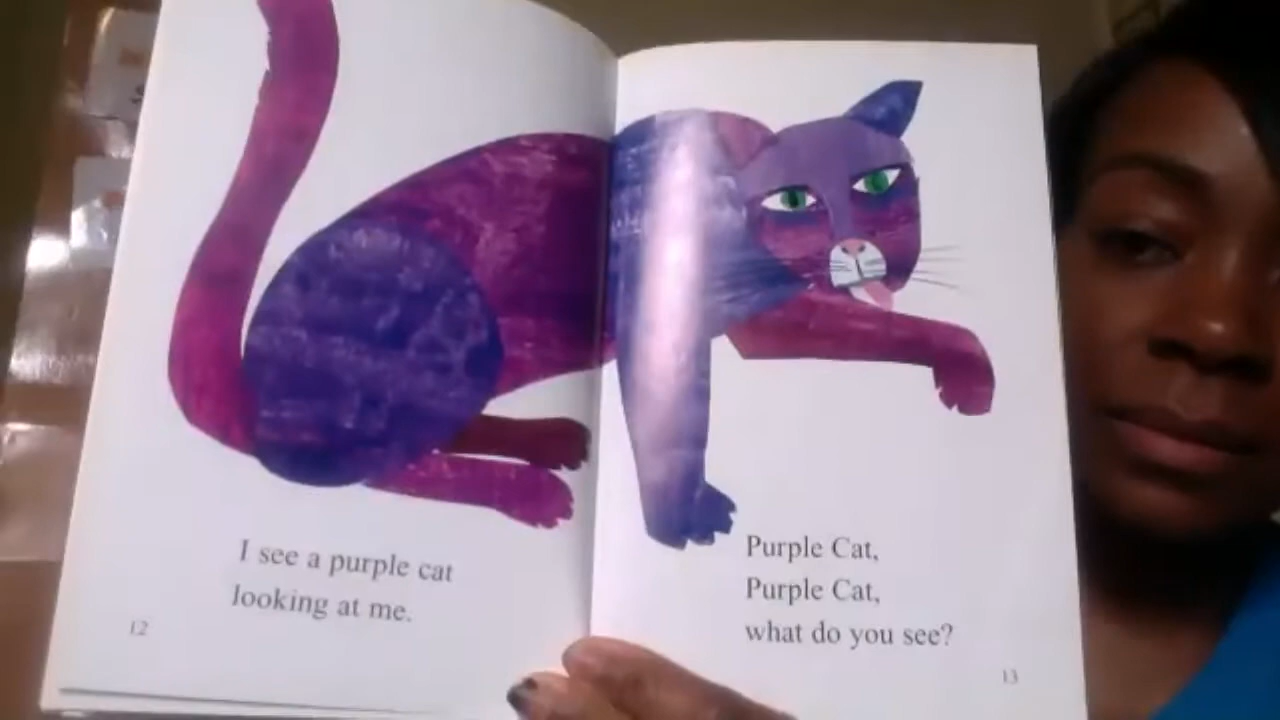 I see a purple cat
looking at me.
12
Purple Cat,
Purple Cat,
what do you see?
13